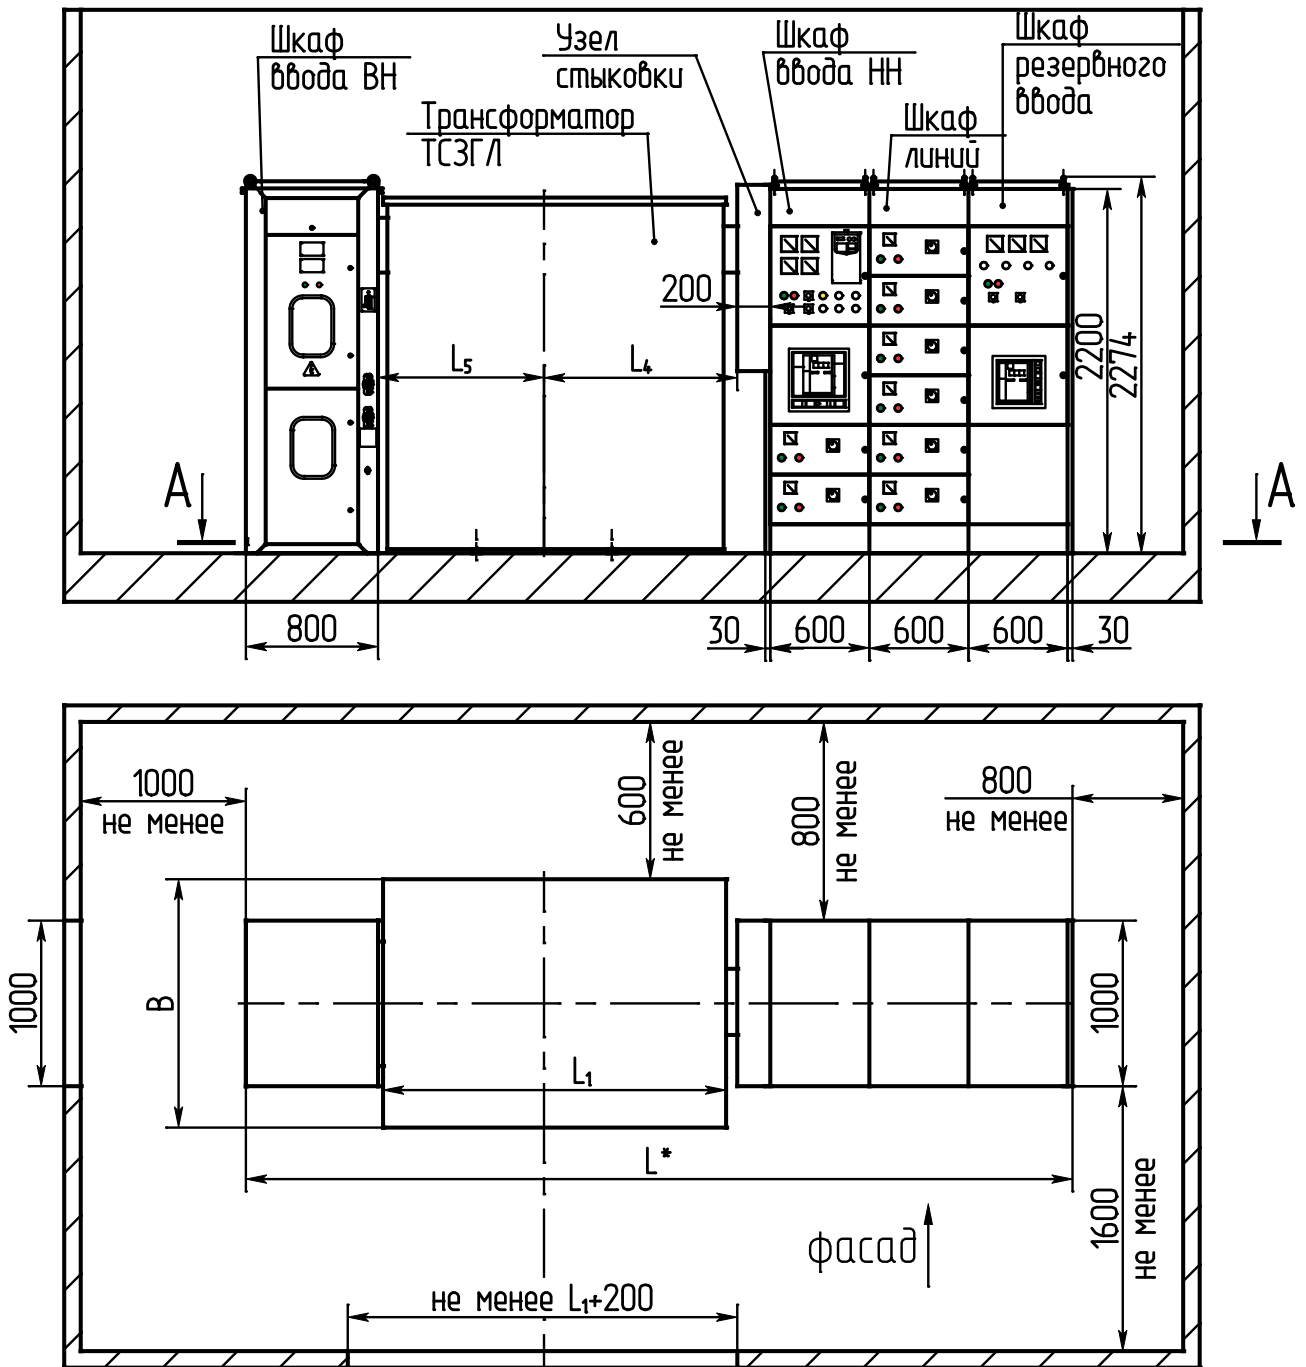 Шкаф
ввода ВН
Узел
стыковки
Шкаф
ввода НН
Шкаф
резервного
ввода
Трансформатор
ТСЗГЛ
Шкаф
линий
200
2200
2274
L₅
L₄
А
А
800
30
600
600
600
30
1000
не менее
600
не менее
800
не менее
800
не менее
1000
В
1000
L₁
L*
1600
не менее
фасад
не менее L₁+200